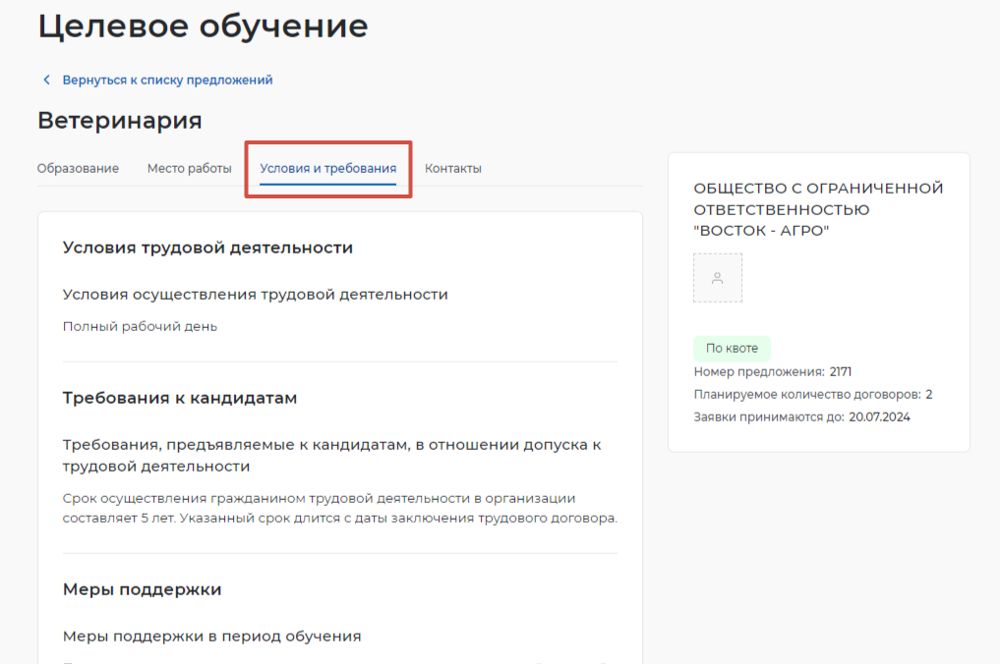 Целевое обучение
Вернуться к списку предложений
Ветеринария
Образование Место работы Условия и требования Контакты
Условия трудовой деятельности
Условия осуществления трудовой деятельности
Полный рабочий день
Требования к кандидатам
Требования, предъявляемые к кандидатам, в отношении допуска к
трудовой деятельности
Срок осуществления гражданином трудовой деятельности в организации
составляет 5 лет. Указанный срок длится с даты заключения трудового договора.
Меры поддержки
Меры поддержки в период обучения
ОБЩЕСТВО С ОГРАНИЧЕННОЙ
ОТВЕТСТВЕННОСТЬЮ
"ВОСТОК - АГРО"
По квоте
Номер предложения: 2171
Планируемое количество договоров: 2
Заявки принимаются до: 20.07.2024